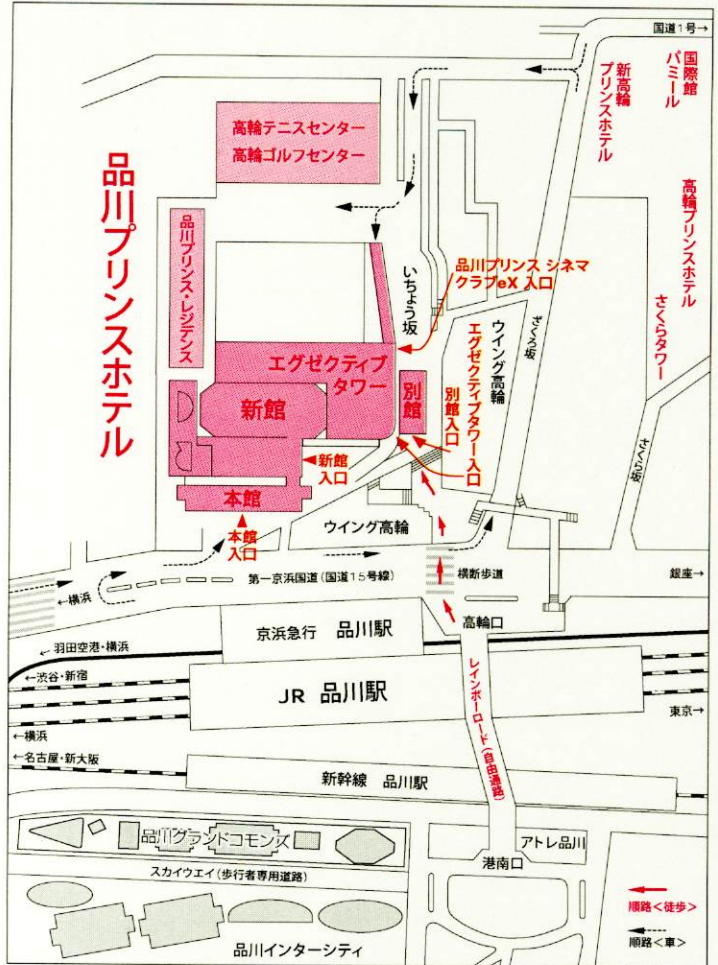 国道1号→
国際館
パミール
新高輪
プリンスホテル
高輪テニスセンター
高輪ゴルフセンター
品川プリンスホテル
高輪プリンスホテル
さくらタワー
品川プリンス・レジデンス
品川プリンス シネマ
クラブeX 入口
いちょう坂
ざくろ坂
ウイング高輪
エグゼクティブ
タワー
エグゼクティブタワー入口
別館
別館入口
新館
新館
入口
さくら坂
本館
本館
入口
ウイング高輪
第一京浜国道(国道15号線)
横断歩道
銀座→
←横浜
高輪口
京浜急行 品川駅
←羽田空港・横浜
←渋谷・新宿
JR 品川駅
レインボーロード(自由通路)
東京→
←横浜
←名古屋・新大阪
新幹線 品川駅
品川グランドコモンズ
アトレ品川
港南口
スカイウエイ(歩行者専用道路)
品川インターシティ
順路<徒歩>
順路<車>